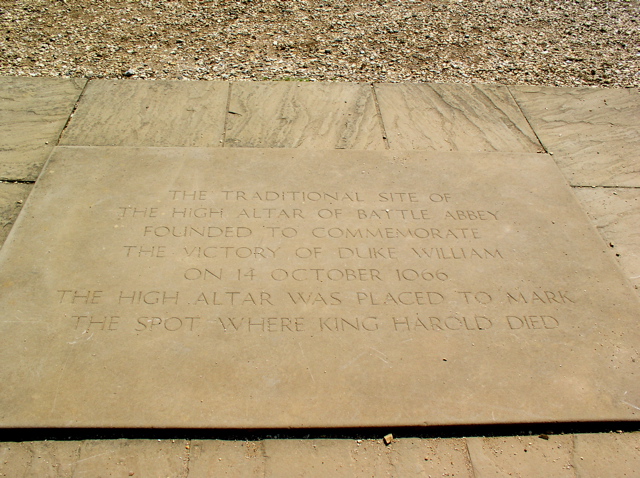 THE TRADITIONAL SITE OF
THE HIGH ALTAR OF BATTLE ABBEY
FOUNDED TO COMMEMORATE
THE VICTORY OF DUKE WILLIAM
ON 14 OCTOBER 1066
THE HIGH ALTAR WAS PLACED TO MARK
THE SPOT WHERE KING HAROLD DIED